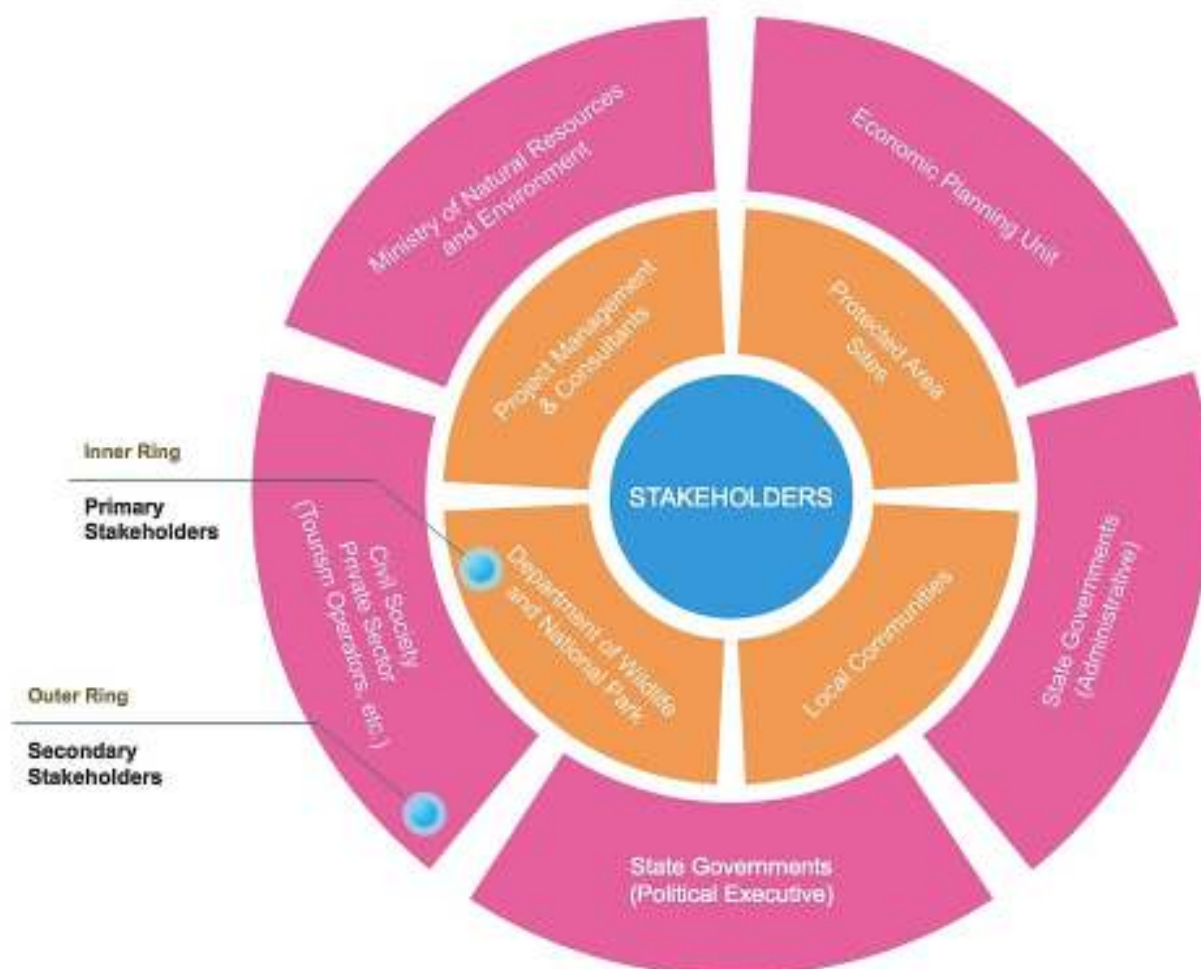 Ministry of Natural Resources
and Environment
Economic Planning Unit
Project Management
& Consultants
Protected Area
Sites
Inner Ring
Primary
Stakeholders
STAKEHOLDERS
Civil Society
Private Sector
(Tourism Operators, etc.)
Department of Wildlife
and National Park
Local Communities
State Governments
(Administrative)
Outer Ring
Secondary
Stakeholders
State Governments
(Political Executive)